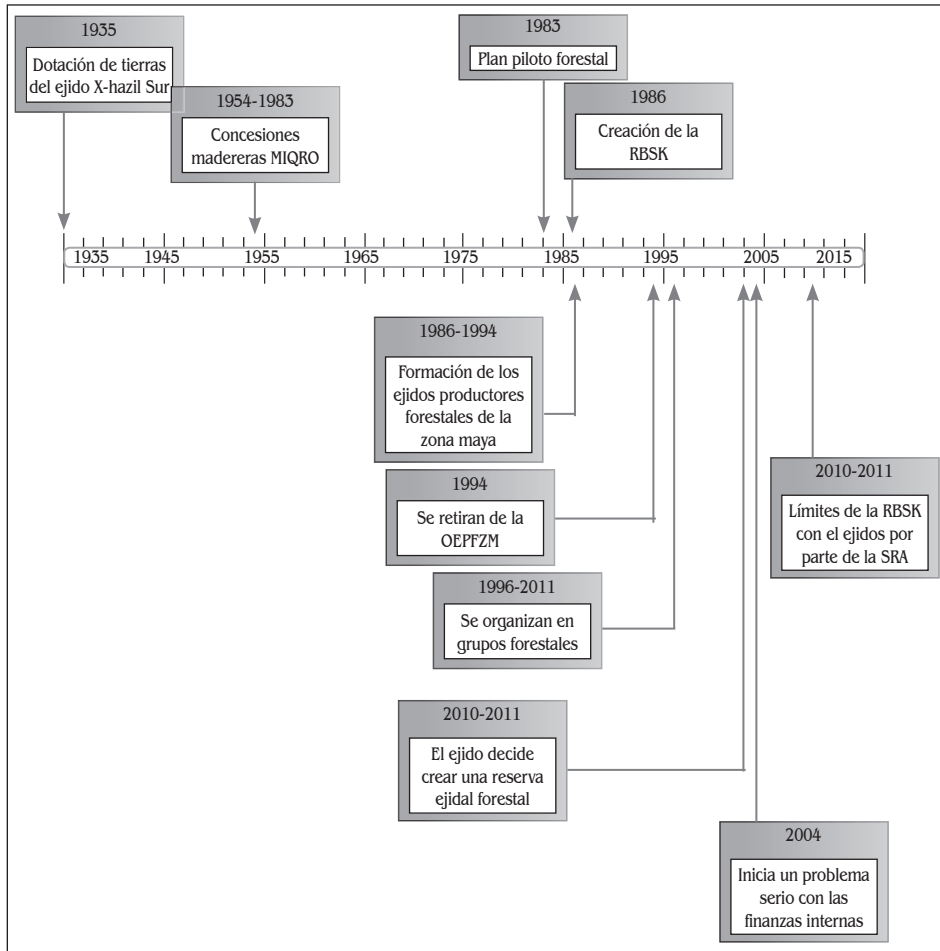 1935
Dotación de tierras
del ejido X-hazil Sur
1954-1983
Concesiones
madereras MIQRO
1983
Plan piloto forestal
1986
Creación de la
RBSK
1935 1945 1955 1965 1975 1985 1995 2005 2015
1986-1994
Formación de los
ejidos productores
forestales de la
zona maya
1994
Se retiran de la
OEPFZM
1996-2011
Se organizan en
grupos forestales
2010-2011
El ejido decide
crear una reserva
ejidal forestal
2010-2011
Límites de la RBSK
con el ejidos por
parte de la SRA
2004
Inicia un problema
serio con las
finanzas internas